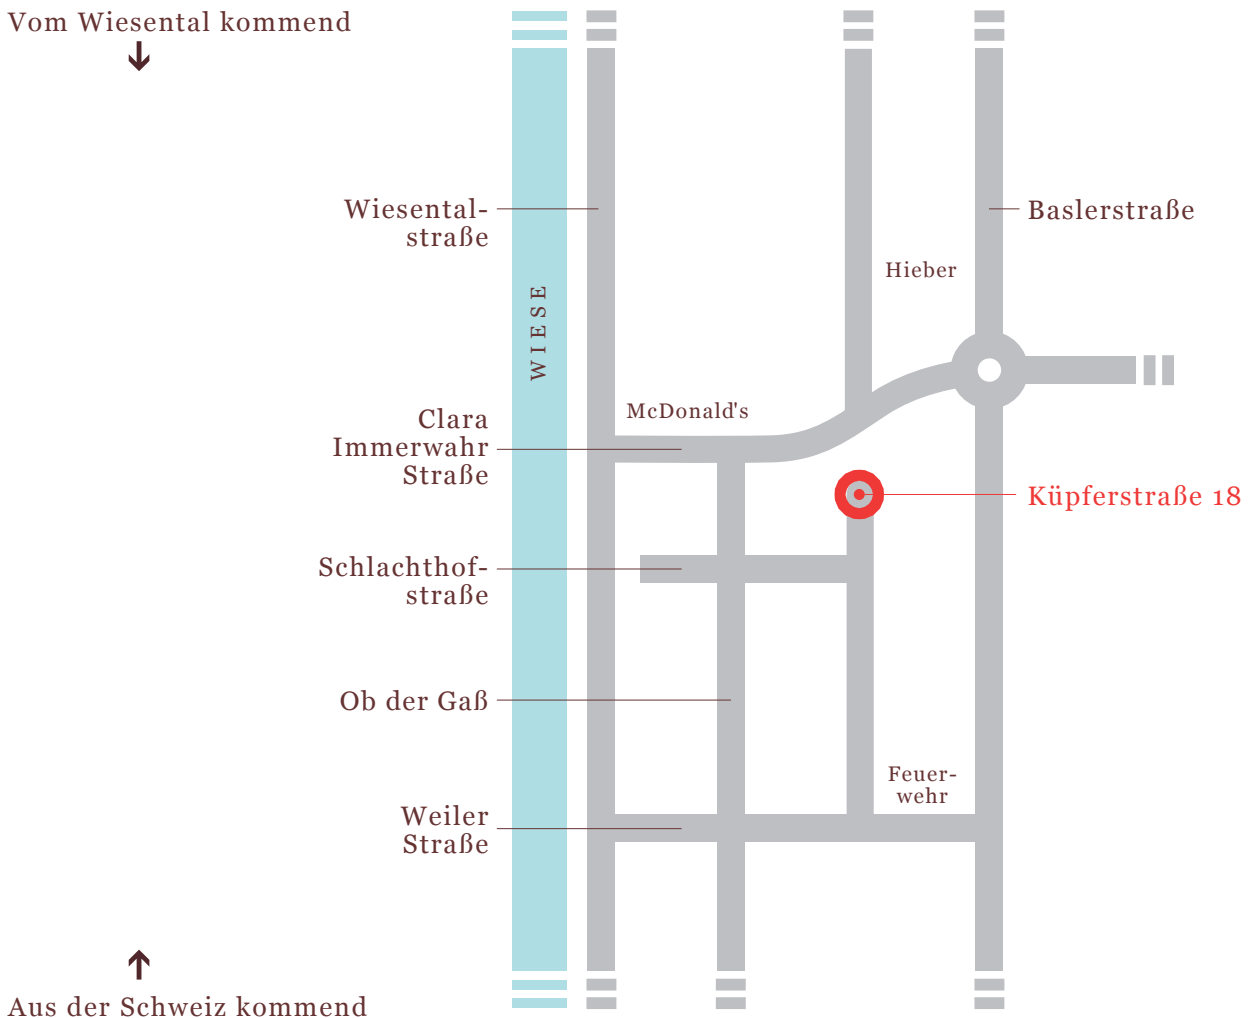 Vom Wiesental kommend
Wiesental-
straße
Baslerstraße
Hieber
WIESE
McDonald's
Clara
Immerwahr
Straße
Küpferstraße 18
Schlachthof-
straße
Ob der Gaß
Feuer-
wehr
Weiler
Straße
Aus der Schweiz kommend